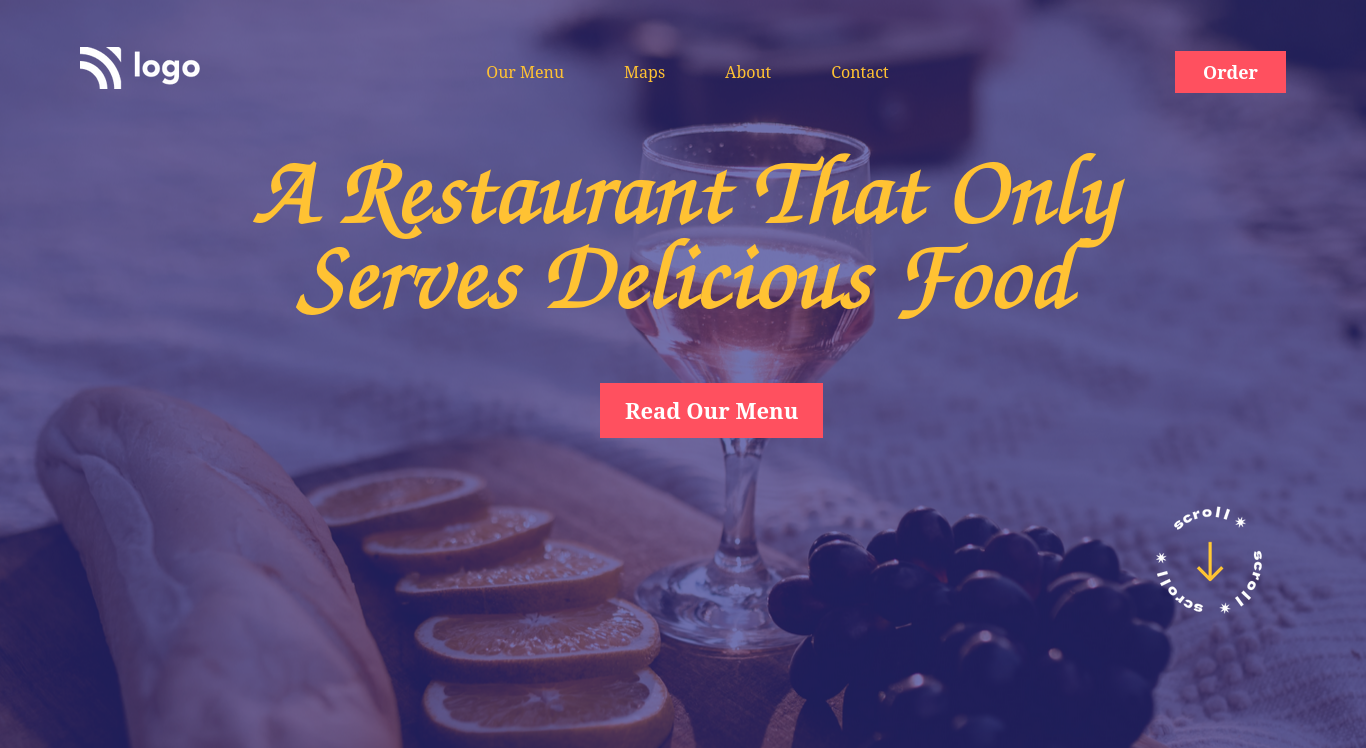 logo
Our Menu Maps About Contact
Order
A Restaurant That Only
Serves Delicious Food
Read Our Menu
scroll * scroll * scroll *